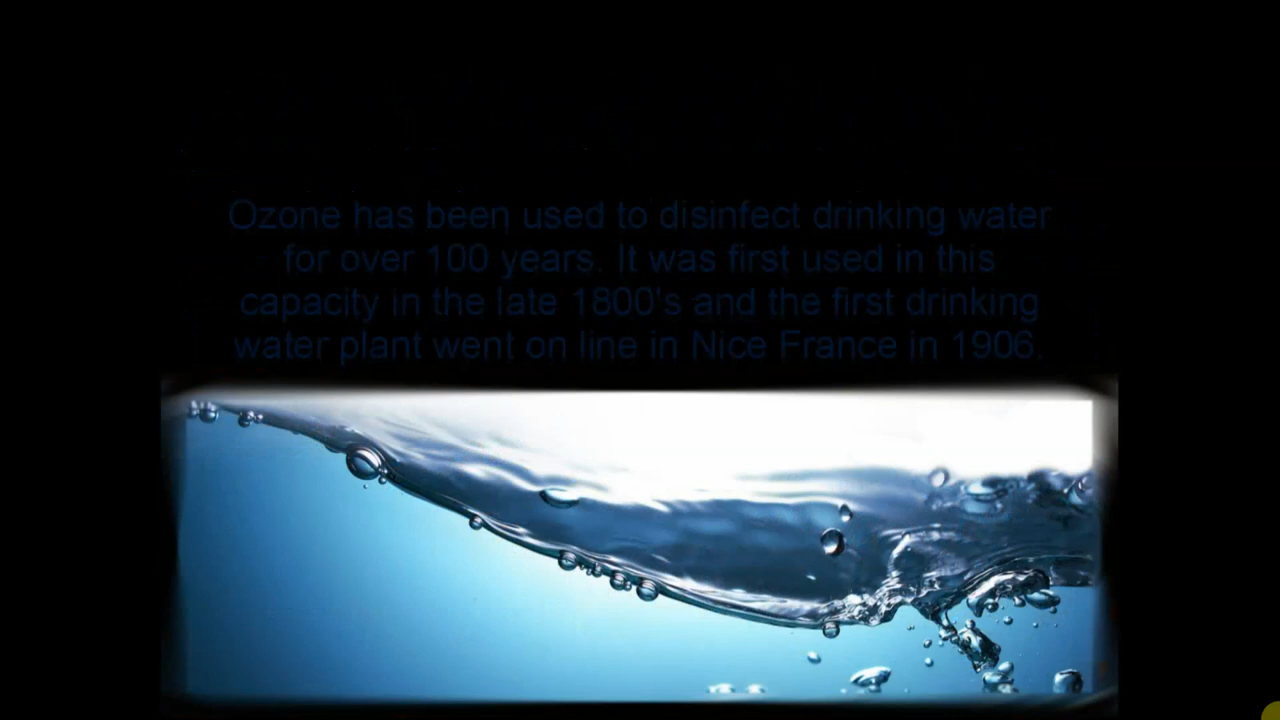 Ozone has been used to disinfect drinking water
for over 100 years. It was first used in this
capacity in the late 1800's and the first drinking
water plant went on line in Nice France in 1906.